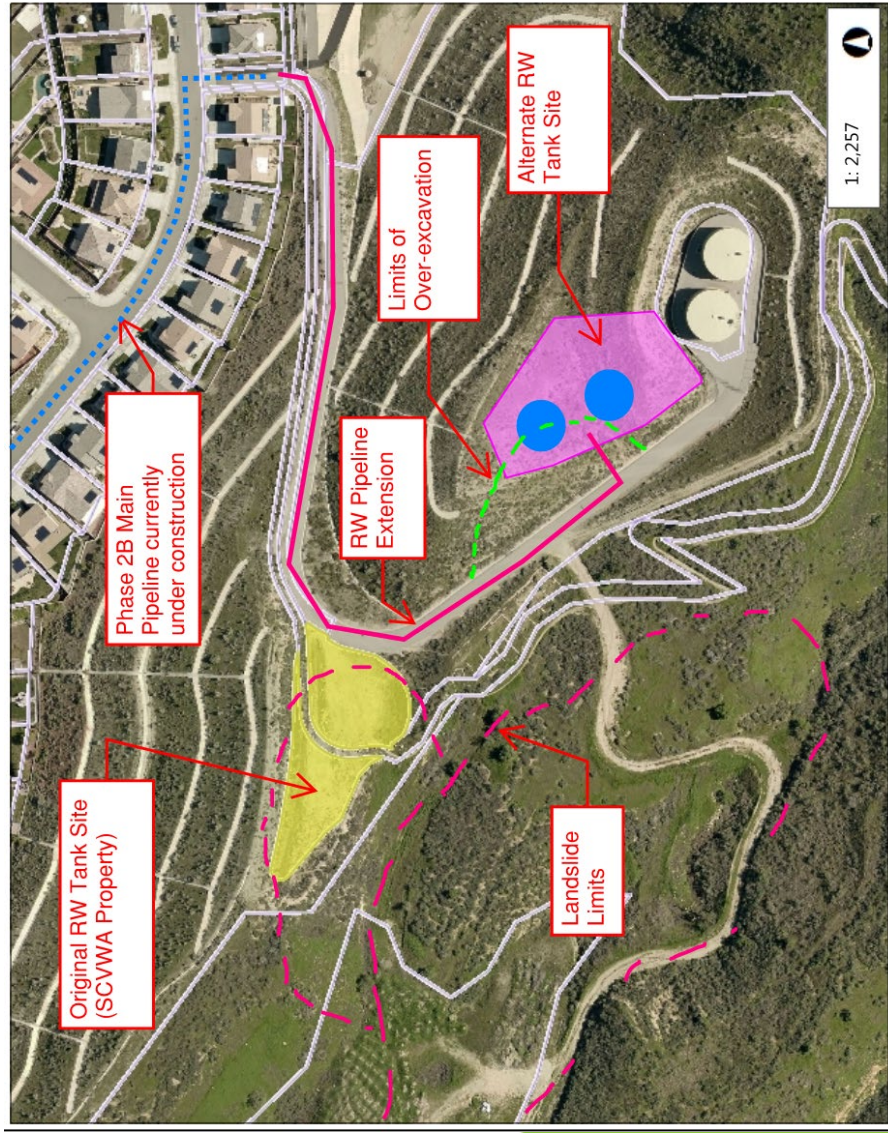 Original RW Tank Site
(SCVWA Property)
Phase 2B Main
Pipeline currently
under construction
Landslide
Limits
RW Pipeline
Extension
Limits of
Over-excavation
Alternate RW
Tank Site
1: 2,257